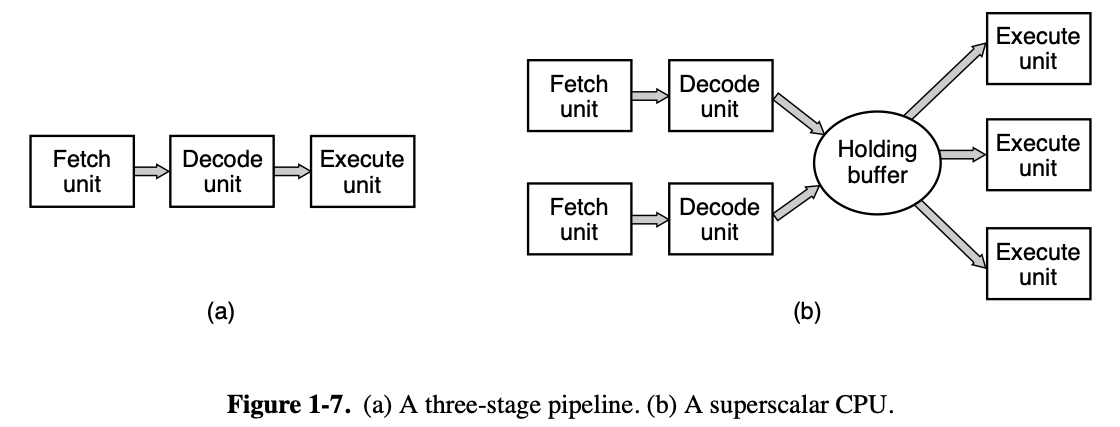 Fetch
unit
Decode
unit
Execute
unit
(a)
Fetch
unit
Decode
unit
Fetch
unit
Decode
unit
Holding
buffer
Execute
unit
Execute
unit
Execute
unit
(b)
Figure 1-7. (a) A three-stage pipeline. (b) A superscalar CPU.